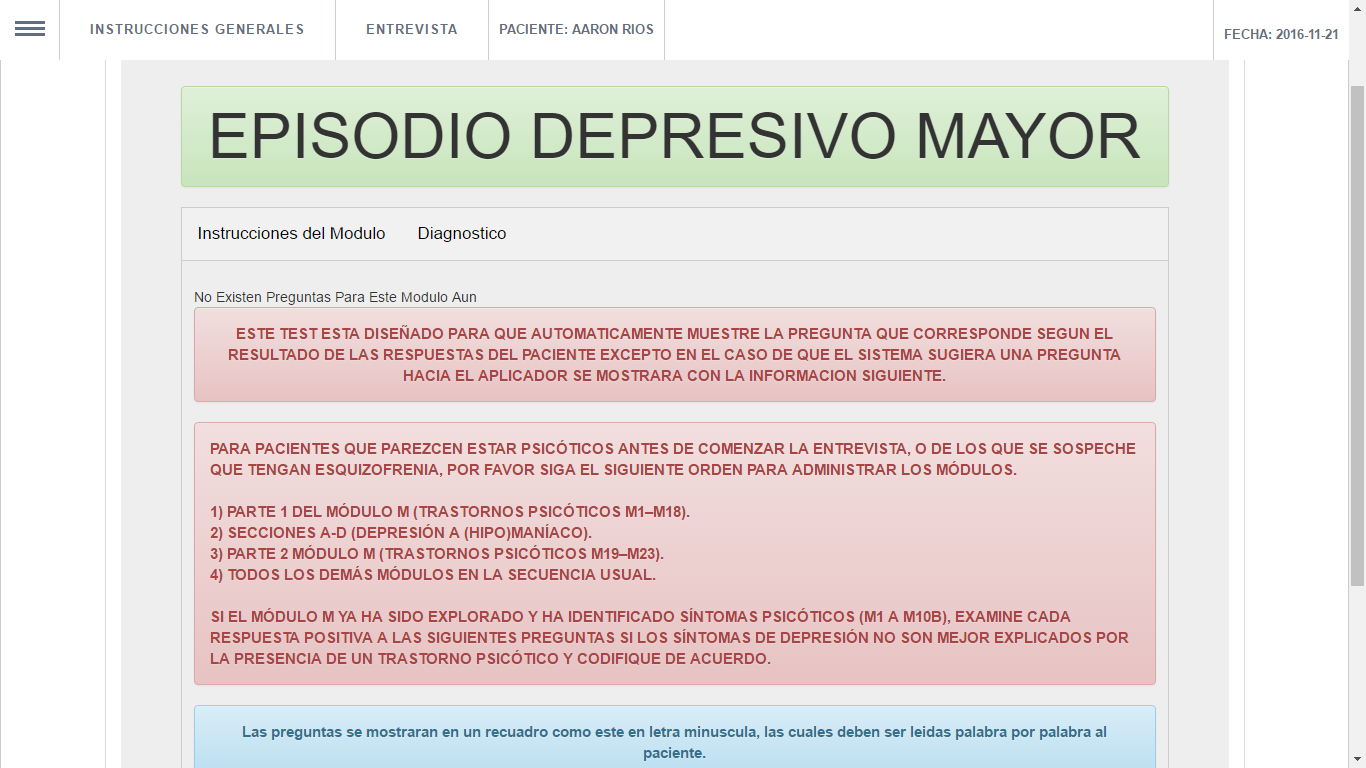 INSTRUCCIONES GENERALES
ENTREVISTA
PACIENTE: AARON RIOS
FECHA: 2016-11-21
EPISODIO DEPRESIVO MAYOR
Instrucciones del Modulo
Diagnostico
No Existen Preguntas Para Este Modulo Aun
ESTE TEST ESTA DISEÑADO PARA QUE AUTOMATICAMENTE MUESTRE LA PREGUNTA QUE CORRESPONDE SEGUN EL
RESULTADO DE LAS RESPUESTAS DEL PACIENTE EXCEPTO EN EL CASO DE QUE EL SISTEMA SUGIERA UNA PREGUNTA
HACIA EL APLICADOR SE MOSTRARA CON LA INFORMACION SIGUIENTE.
PARA PACIENTES QUE PAREZCEN ESTAR PSICÓTICOS ANTES DE COMENZAR LA ENTREVISTA, O DE LOS QUE SE SOSPECHE
QUE TENGAN ESQUIZOFRENIA, POR FAVOR SIGA EL SIGUIENTE ORDEN PARA ADMINISTRAR LOS MÓDULOS.
1) PARTE 1 DEL MÓDULO M (TRASTORNOS PSICÓTICOS M1–M18).
2) SECCIONES A-D (DEPRESIÓN A (HIPO)MANÍACO).
3) PARTE 2 MÓDULO M (TRASTORNOS PSICÓTICOS M19–M23).
4) TODOS LOS DEMÁS MÓDULOS EN LA SECUENCIA USUAL.
SI EL MÓDULO M YA HA SIDO EXPLORADO Y HA IDENTIFICADO SÍNTOMAS PSICÓTICOS (M1 A M10B), EXAMINE CADA
RESPUESTA POSITIVA A LAS SIGUIENTES PREGUNTAS SI LOS SÍNTOMAS DE DEPRESIÓN NO SON MEJOR EXPLICADOS POR
LA PRESENCIA DE UN TRASTORNO PSICÓTICO Y CODIFIQUE DE ACUERDO.
Las preguntas se mostraran en un recuadro como este en letra minuscula, las cuales deben ser leidas palabra por palabra al
paciente.